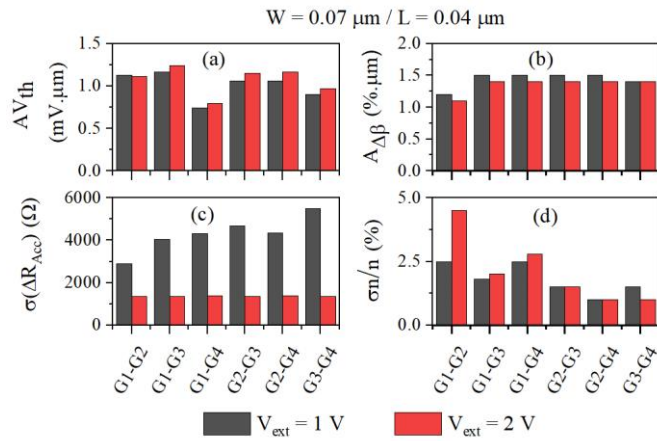 W = 0.07 µm / L = 0.04 µm
(a)
AVth
(mV.µm)
1.5
1.0
0.5
0.0
(b)
AΔβ
(%.µm)
2.0
1.5
1.0
0.5
0.0
(c)
σ(ΔRAcc) (Ω)
6000
4000
2000
0
G1-G2
G1-G3
G1-G4
G2-G3
G2-G4
G3-G4
(d)
σn/n (%)
5.0
2.5
0.0
G1-G2
G1-G3
G1-G4
G2-G3
G2-G4
G3-G4
Vext = 1 V
Vext = 2 V